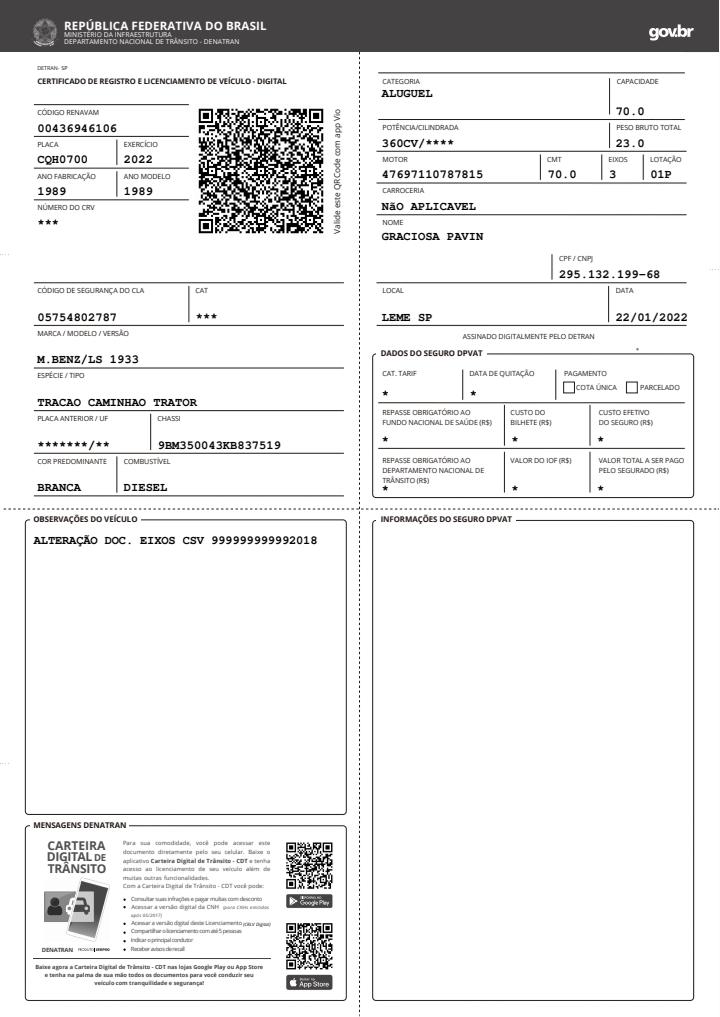 REPÚBLICA FEDERATIVA DO BRASIL
MINISTÉRIO DA INFRAESTRUTURA
DEPARTAMENTO NACIONAL DE TRÂNSITO - DENATRAN
gov.br
DETRAN- SP
CERTIFICADO DE REGISTRO E LICENCIAMENTO DE VEÍCULO - DIGITAL
CÓDIGO RENAVAM
00436946106
PLACA EXERCÍCIO
CQH0700 2022
ANO FABRICAÇÃO ANO MODELO
1989 1989
NÚMERO DO CRV
***
Valide este QRCode com app Vio
CÓDIGO DE SEGURANÇA DO CLA CAT
05754802787 ***
MARCA / MODELO / VERSÃO
M.BENZ/LS 1933
ESPÉCIE / TIPO
TRACAO CAMINHAO TRATOR
PLACA ANTERIOR / UF CHASSI
*******/** 9BM350043KB837519
COR PREDOMINANTE COMBUSTÍVEL
BRANCA DIESEL
CATEGORIA CAPACIDADE
ALUGUEL
70.0
POTÊNCIA/CILINDRADA PESO BRUTO TOTAL
360CV/**** 23.0
MOTOR CMT EIXOS LOTAÇÃO
47697110787815 70.0 3 01P
CARROCERIA
NãO APLICAVEL
NOME
GRACIOSA PAVIN
CPF / CNPJ
295.132.199-68
LOCAL DATA
LEME SP 22/01/2022
ASSINADO DIGITALMENTE PELO DETRAN
*
DADOS DO SEGURO DPVAT
CAT. TARIF DATA DE QUITAÇÃO PAGAMENTO
* * COTA ÚNICA PARCELADO
REPASSE OBRIGATÓRIO AO CUSTO DO CUSTO EFETIVO
FUNDO NACIONAL DE SAÚDE (R$) BILHETE (R$) DO SEGURO (R$)
* * *
REPASSE OBRIGATÓRIO AO VALOR DO IOF (R$) VALOR TOTAL A SER PAGO
DEPARTAMENTO NACIONAL DE PELO SEGURADO (R$)
TRÂNSITO (R$)
* * *
OBSERVAÇÕES DO VEÍCULO
ALTERAÇÃO DOC. EIXOS CSV 999999999992018
INFORMAÇÕES DO SEGURO DPVAT
MENSAGENS DENATRAN
CARTEIRA
DIGITAL DE
TRÂNSITO
DENATRAN PRODUTO SERPRO
Para sua comodidade, você pode acessar este
documento diretamente pelo seu celular. Baixe o
aplicativo Carteira Digital de Trânsito - CDT e tenha
acesso ao licenciamento de seu veículo além de
muitas outras funcionalidades.
Com a Carteira Digital de Trânsito - CDT você pode:
• Consultar suas infrações e pagar multas com desconto
• Acessar a versão digital da CNH (para CNHs emitidas
após 05/2017)
• Acessar a versão digital deste Licenciamento (CRLV Digital)
• Compartilhar o licenciamento com até 5 pessoas
• Indicar o principal condutor
• Receber avisos de recall
Google Play
App Store
Baixe agora a Carteira Digital de Trânsito - CDT nas lojas Google Play ou App Store
e tenha na palma de sua mão todos os documentos para você conduzir seu
veículo com tranquilidade e segurança!